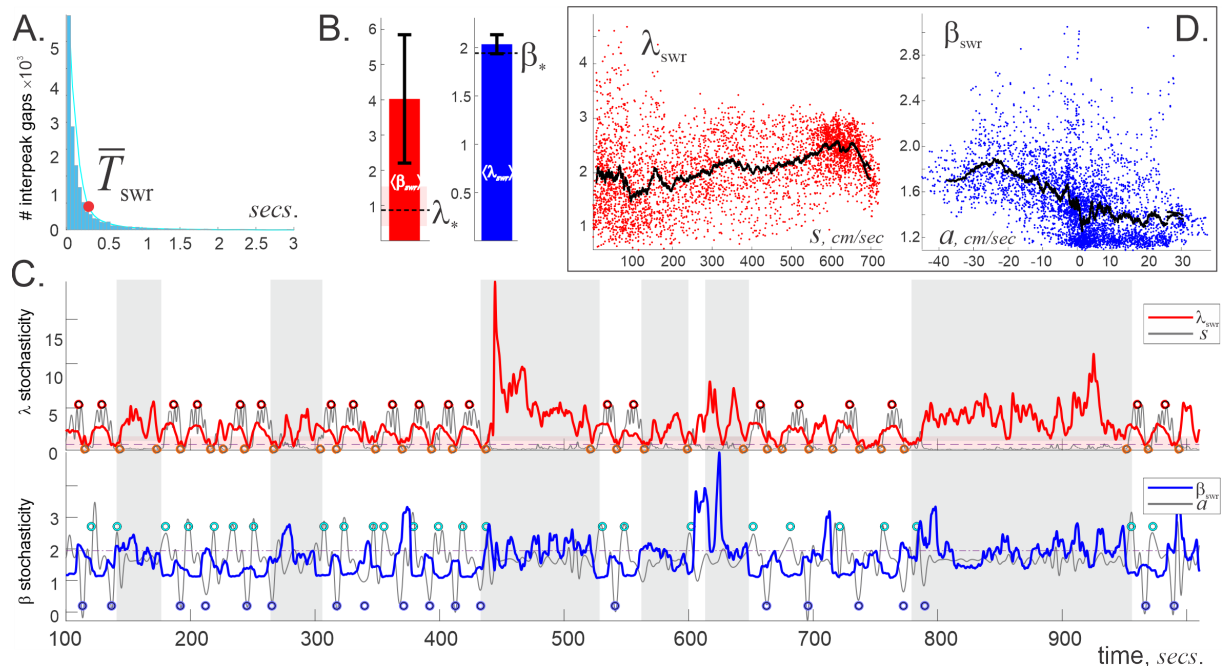 A.
# interpeak gaps ×10³
5
4
3
2
1
0
T̅swr
secs.
0 0.5 1 1.5 2 2.5 3
B.
6
5
4
3
2
1
⟨βswr⟩
λ*
2
1.5
1
0.5
⟨λswr⟩
β*
λswr
4
3
2
1
0
100 200 300 400 500 600 700
s, cm/sec
D.
βswr
2.8
2.4
2.0
1.6
1.2
-40 -30 -20 -10 0 10 20 30
a, cm/sec
C.
λ stochasticity
15
10
5
0
λswr
s
β stochasticity
3
2
1
0
βswr
a
100 200 300 400 500 600 700 800 900
time, secs.